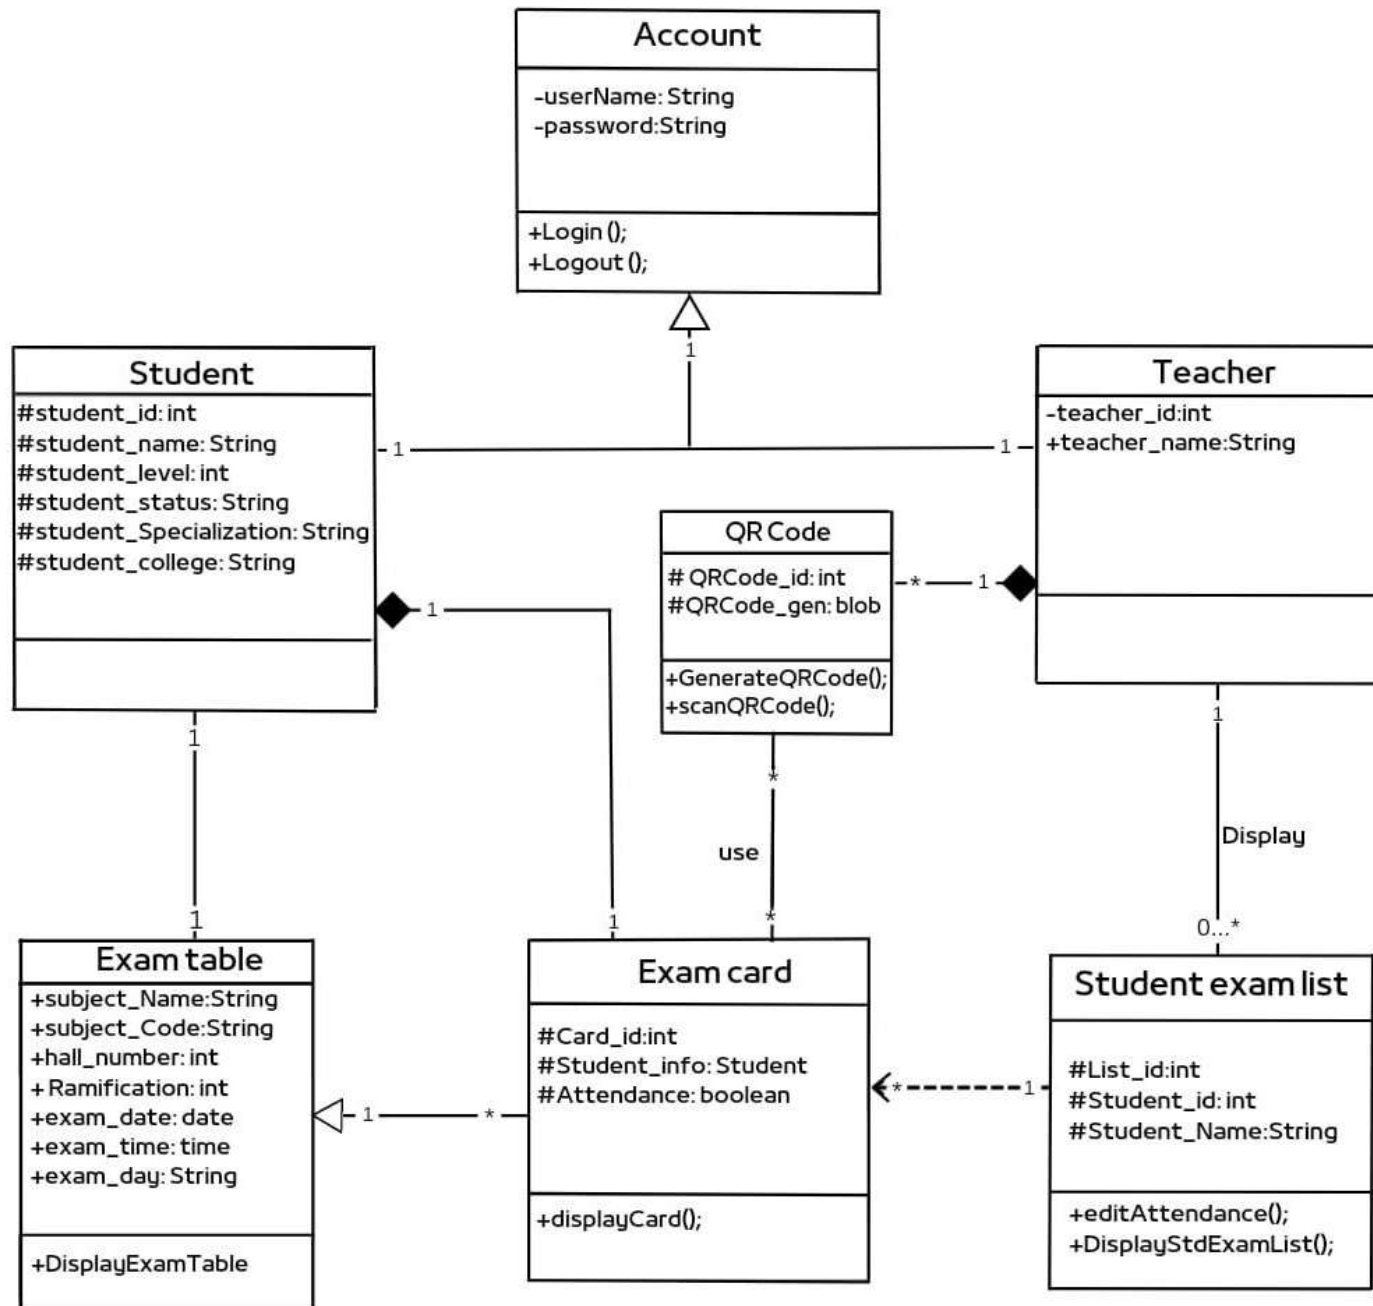 Account
-userName: String
-password:String
+Login ();
+Logout ();
1
Student
#student_id: int
#student_name: String
#student_level: int
#student_status: String
#student_Specialization: String
#student_college: String
1
1
Teacher
-teacher_id:int
+teacher_name:String
QR Code
# QRCode_id: int
#QRCode_gen: blob
+GenerateQRCode();
+scanQRCode();
*
1
1
1
1
*
use
*
1
1
Display
0...*
Exam table
+subject_Name:String
+subject_Code:String
+hall_number: int
+ Ramification: int
+exam_date: date
+exam_time: time
+exam_day: String
+DisplayExamTable
1
*
Exam card
#Card_id:int
#Student_info: Student
#Attendance: boolean
+displayCard();
*
1
Student exam list
#List_id:int
#Student_id: int
#Student_Name:String
+editAttendance();
+DisplayStdExamList();